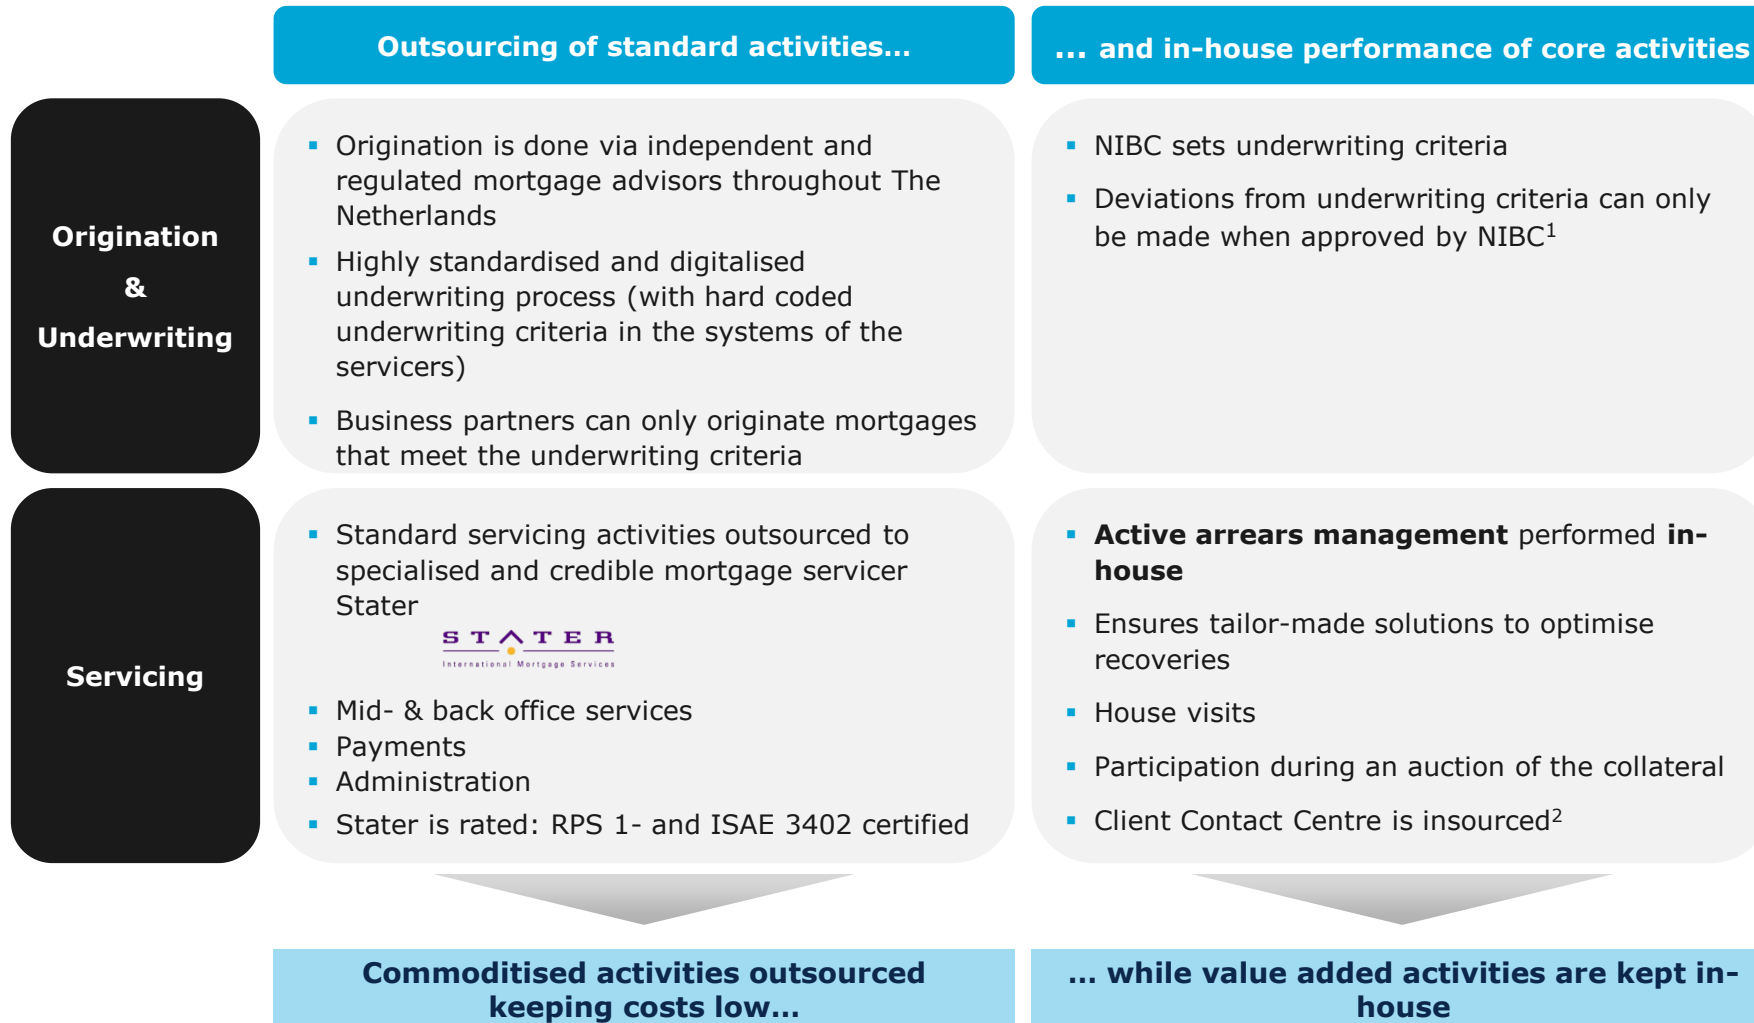 Outsourcing of standard activities...
... and in-house performance of core activities
Origination
&
Underwriting
▪ Origination is done via independent and
regulated mortgage advisors throughout The
Netherlands
▪ Highly standardised and digitalised
underwriting process (with hard coded
underwriting criteria in the systems of the
servicers)
▪ Business partners can only originate mortgages
that meet the underwriting criteria
▪ NIBC sets underwriting criteria
▪ Deviations from underwriting criteria can only
be made when approved by NIBC¹
Servicing
▪ Standard servicing activities outsourced to
specialised and credible mortgage servicer
Stater
STATER
International Mortgage Services
▪ Mid- & back office services
▪ Payments
▪ Administration
▪ Stater is rated: RPS 1- and ISAE 3402 certified
▪ Active arrears management performed in-
house
▪ Ensures tailor-made solutions to optimise
recoveries
▪ House visits
▪ Participation during an auction of the collateral
▪ Client Contact Centre is insourced²
Commoditised activities outsourced
keeping costs low...
... while value added activities are kept in-
house